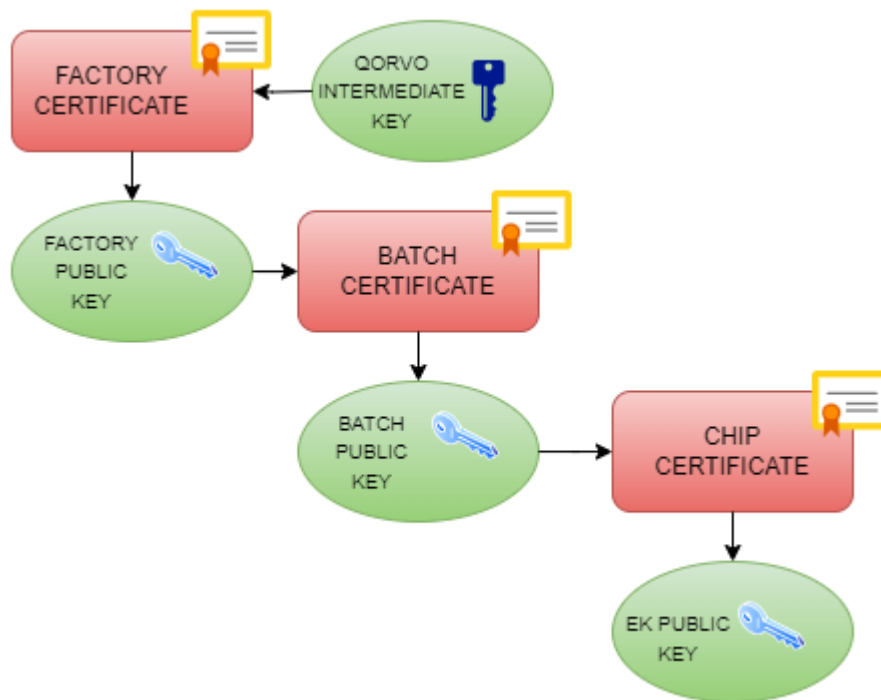 FACTORY
CERTIFICATE
QORVO
INTERMEDIATE
KEY
FACTORY
PUBLIC
KEY
BATCH
CERTIFICATE
BATCH
PUBLIC
KEY
CHIP
CERTIFICATE
EK PUBLIC
KEY